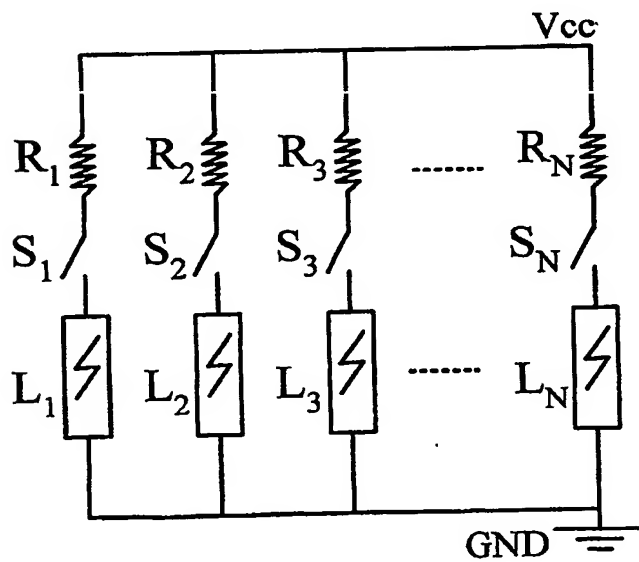 Vcc
R1 R2 R3 ........ RN
S1 S2 S3 SN
L1 L2 L3 ........ LN
GND